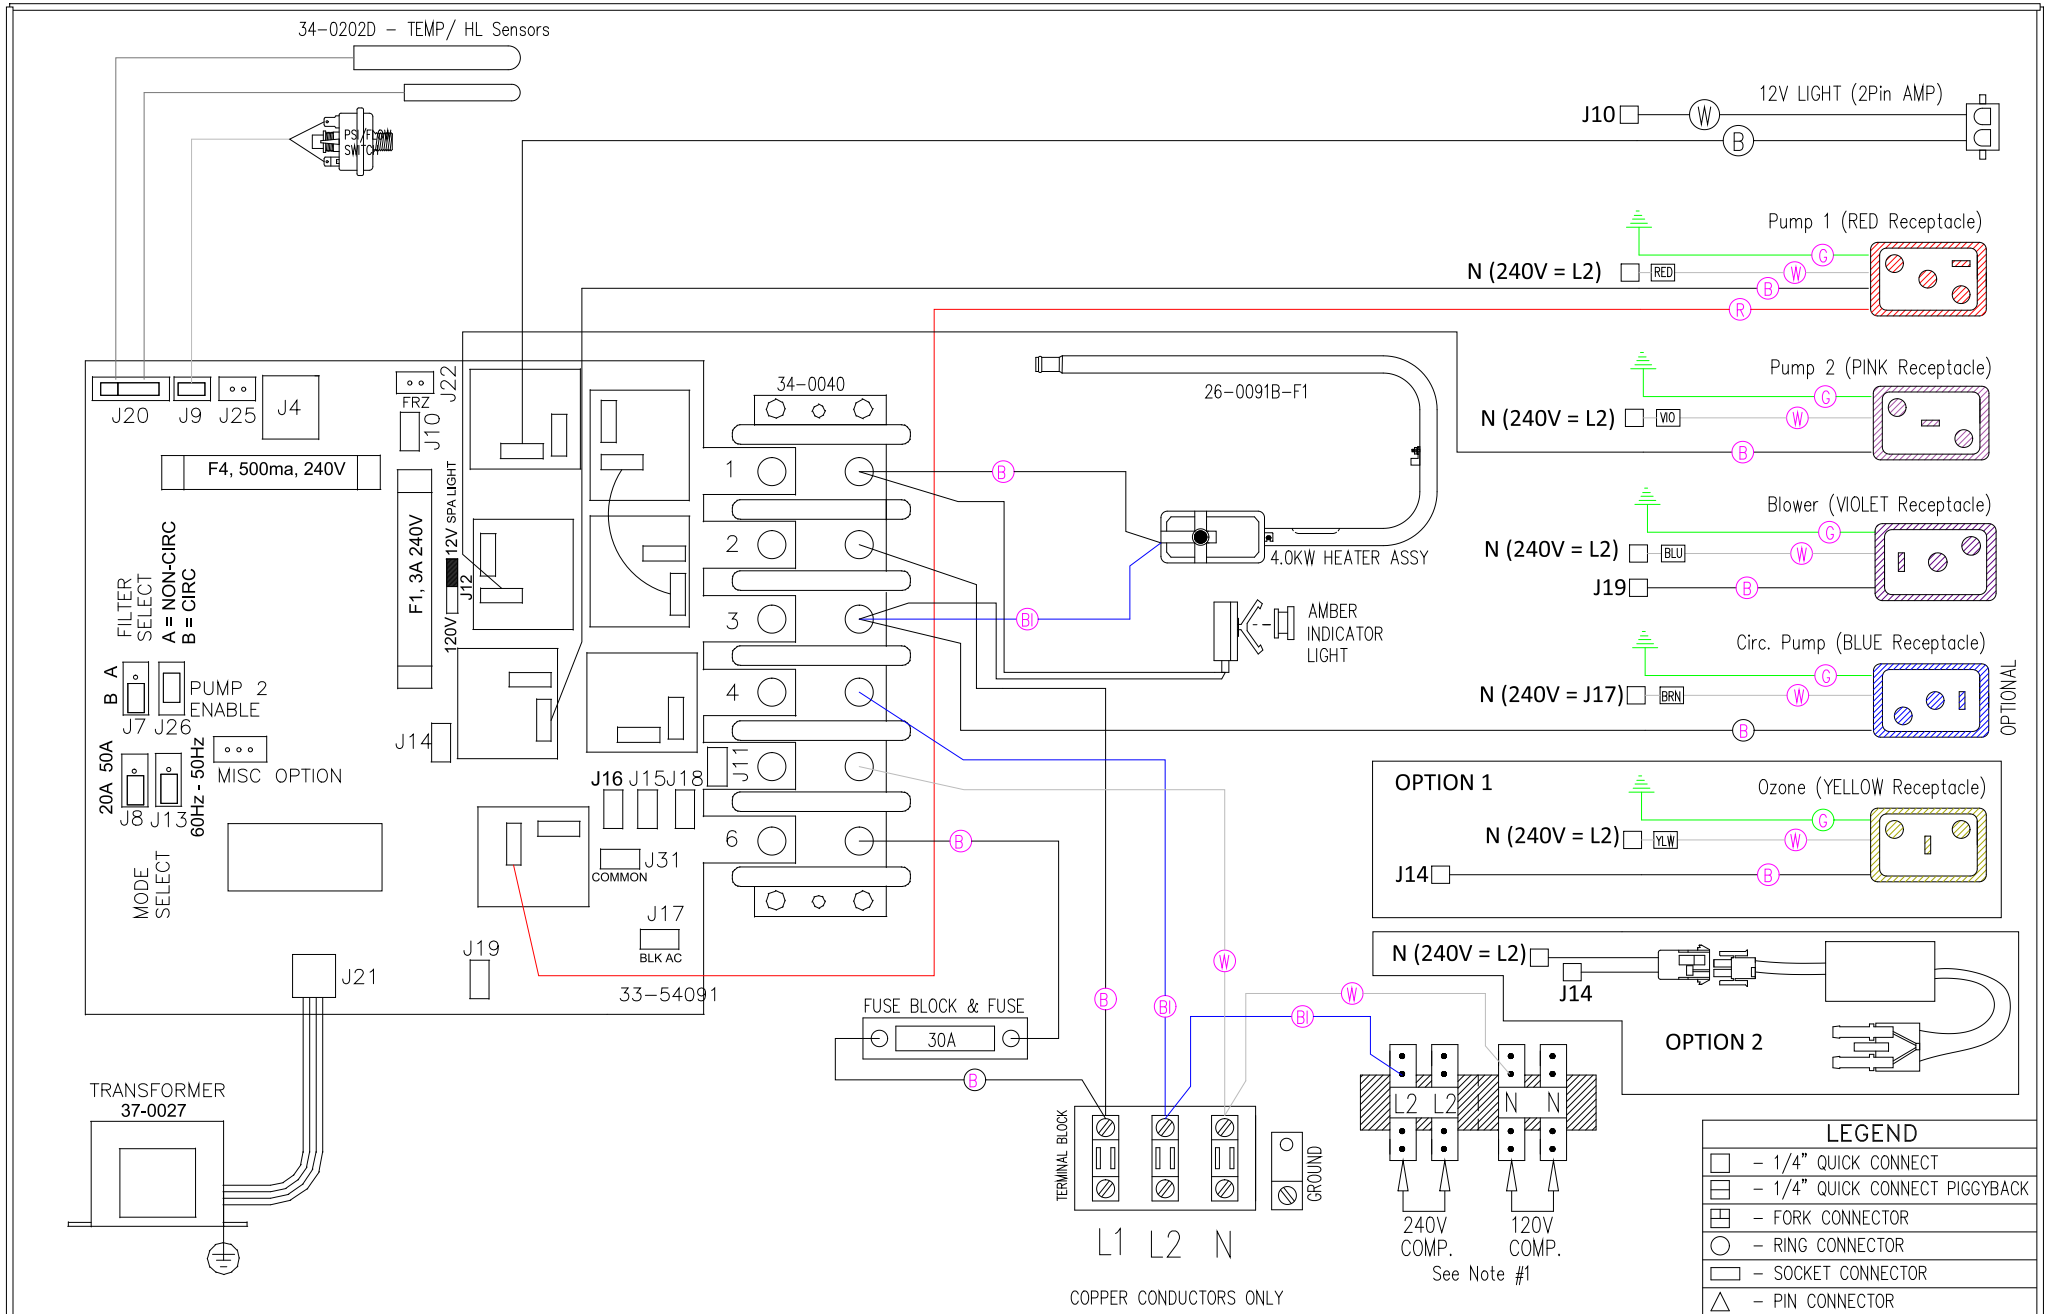 34-0202D - TEMP/ HL Sensors
PSI/FLOW
SWITCH
12V LIGHT (2Pin AMP)
J10
W
B
Pump 1 (RED Receptacle)
G
N (240V = L2)
RED
W
B
R
Pump 2 (PINK Receptacle)
G
N (240V = L2)
VIO
W
B
Blower (VIOLET Receptacle)
G
N (240V = L2)
BLU
W
J19
B
Circ. Pump (BLUE Receptacle)
G
N (240V = J17)
BRN
W
B
OPTIONAL
OPTION 1
Ozone (YELLOW Receptacle)
G
N (240V = L2)
YLW
W
J14
B
N (240V = L2)
J14
OPTION 2
J20
J9
J25
J4
J22
FRZ
J10
F4, 500ma, 240V
F1, 3A 240V
120V
12V SPA LIGHT
J12
FILTER
SELECT
A = NON-CIRC
B = CIRC
B A
J7
J26
PUMP 2
ENABLE
20A 50A
J8
J13
60Hz - 50Hz
MISC OPTION
MODE
SELECT
J14
J16
J15
J18
J11
J31
COMMON
J17
BLK AC
J19
J21
33-54091
34-0040
1
2
3
4
6
B
BI
B
26-0091B-F1
4.0KW HEATER ASSY
AMBER
INDICATOR
LIGHT
FUSE BLOCK & FUSE
30A
B
B
BI
W
BI
W
TRANSFORMER
37-0027
TERMINAL BLOCK
L1 L2 N
GROUND
COPPER CONDUCTORS ONLY
L2 L2 N N
240V
COMP.
120V
COMP.
See Note #1
LEGEND
- 1/4" QUICK CONNECT
- 1/4" QUICK CONNECT PIGGYBACK
- FORK CONNECTOR
- RING CONNECTOR
- SOCKET CONNECTOR
- PIN CONNECTOR